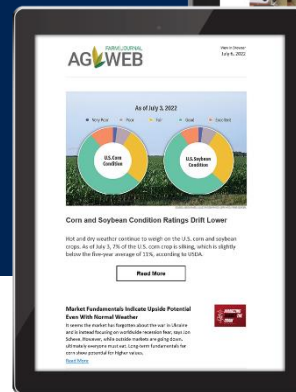 FARM JOURNAL
AGWEB
View in Browser
July 6, 2022
As of July 3, 2022
Very Poor Poor Fair Good Excellent
U.S. Corn
Condition
U.S. Soybean
Condition
Corn and Soybean Condition Ratings Drift Lower
Hot and dry weather continue to weigh on the U.S. corn and soybean
crops. As of July 3, 7% of the U.S. corn crop is silking, which is slightly
below the five-year average of 11%, according to USDA.
Read More
Market Fundamentals Indicate Upside Potential
Even With Normal Weather
It seems the market has forgotten about the war in Ukraine
and is instead focusing on worldwide recession fear, says Jon
Scheve. However, while outside markets are going down,
ultimately everyone must eat. Long-term fundamentals for
corn show potential for higher values.
Read More